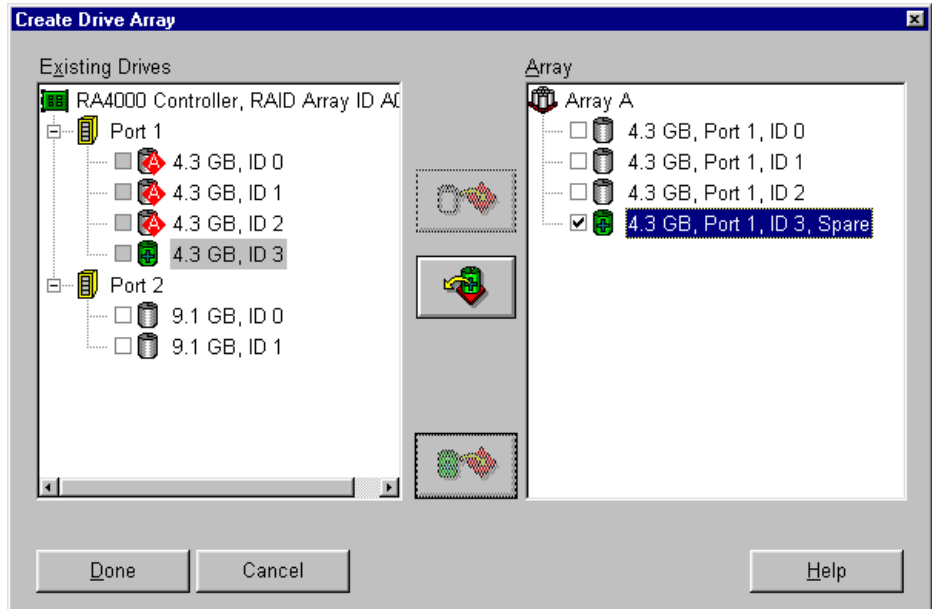 Create Drive Array
Existing Drives
RA4000 Controller, RAID Array ID A0
Port 1
A 4.3 GB, ID 0
A 4.3 GB, ID 1
A 4.3 GB, ID 2
4.3 GB, ID 3
Port 2
9.1 GB, ID 0
9.1 GB, ID 1
Array
Array A
4.3 GB, Port 1, ID 0
4.3 GB, Port 1, ID 1
4.3 GB, Port 1, ID 2
4.3 GB, Port 1, ID 3, Spare
Done
Cancel
Help